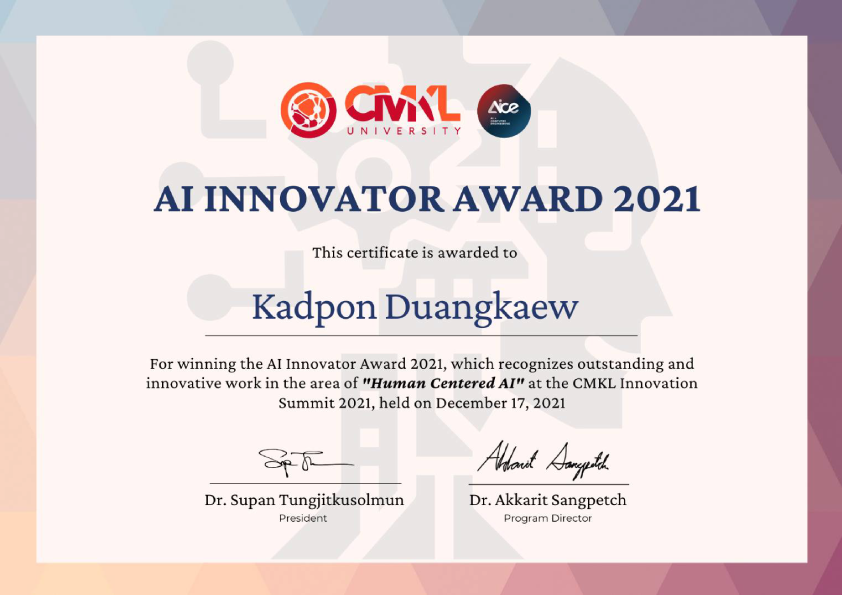 CMKL
UNIVERSITY
AiCE
AI INNOVATOR AWARD 2021
This certificate is awarded to
Kadpon Duangkaew
For winning the AI Innovator Award 2021, which recognizes outstanding and
innovative work in the area of "Human Centered AI" at the CMKL Innovation
Summit 2021, held on December 17, 2021
Akkarit Sangpetch
Dr. Supan Tungjitkusolmun
Dr. Akkarit Sangpetch
President
Program Director